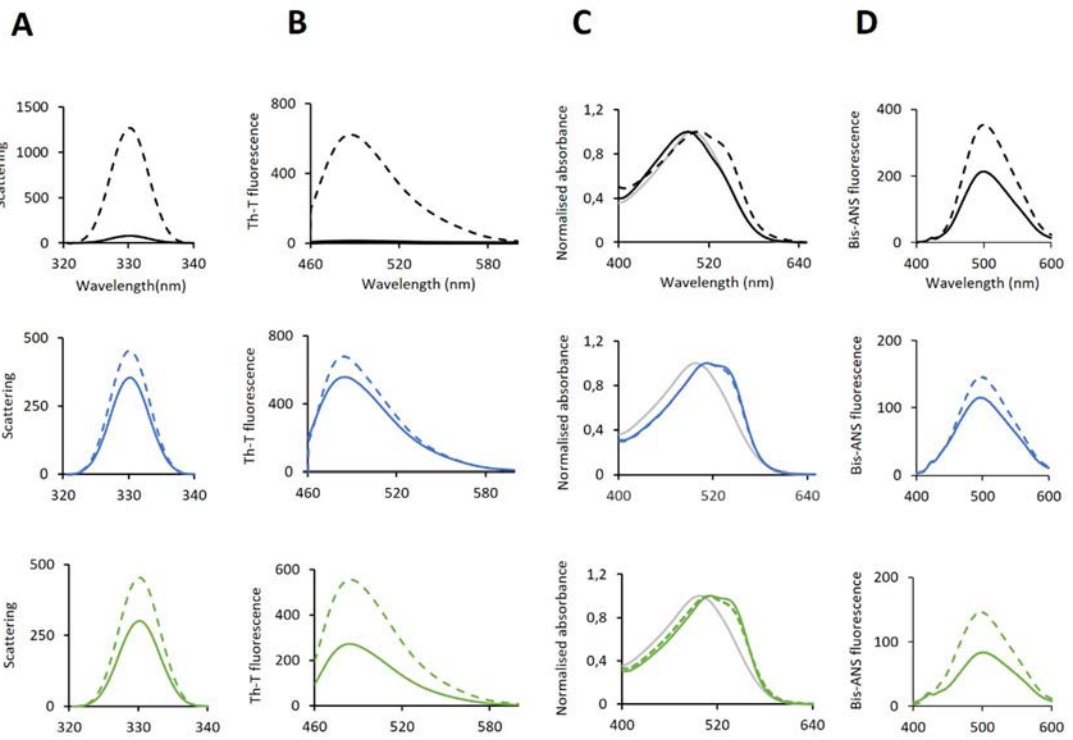 A B C D
Scattering
1500
1000
500
0
320 330 340
Wavelength(nm)
Th-T fluorescence
800
400
0
460 520 580
Wavelength (nm)
Normalised absorbance
1,2
0,8
0,4
0
400 520 640
Wavelength (nm)
Bis-ANS fluorescence
400
200
0
400 500 600
Wavelength (nm)
Scattering
500
250
0
320 330 340
Th-T fluorescence
800
400
0
460 520 580
Normalised absorbance
1,2
0,8
0,4
0
400 520 640
Bis-ANS fluorescence
200
100
0
400 500 600
Scattering
500
250
0
320 330 340
Th-T fluorescence
600
400
200
0
460 520 580
Normalised absorbance
1,2
0,8
0,4
0
400 520 640
Bis-ANS fluorescence
200
100
0
400 500 600